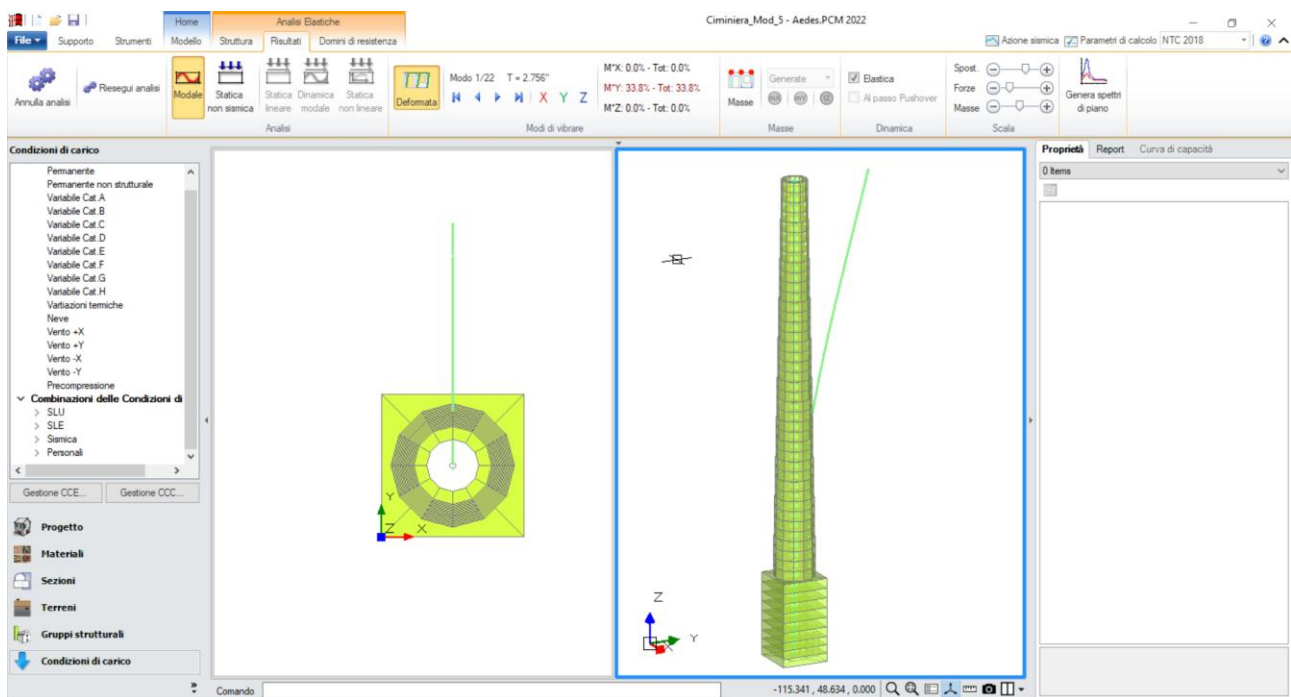 Ciminiera_Mod_5 - Aedes.PCM 2022
Home
Analisi Elastiche
File
Supporto
Strumenti
Modello
Struttura
Risultati
Domini di resistenza
Azione sismica
Parametri di calcolo
NTC 2018
Annulla analisi
Riesegui analisi
Modale
Statica non sismica
Statica lineare
Dinamica modale
Statica non lineare
Analisi
Deformata
Modo 1/22 T = 2.756"
X Y Z
M*X: 0.0% - Tot: 0.0%
M*Y: 33.8% - Tot: 33.8%
M*Z: 0.0% - Tot: 0.0%
Modi di vibrare
Masse
Generate
Masse
Elastica
Al passo Pushover
Dinamica
Spost.
Forze
Masse
Scala
Genera spettri
di piano
Condizioni di carico
Permanente
Permanente non strutturale
Variabile Cat.A
Variabile Cat.B
Variabile Cat.C
Variabile Cat.D
Variabile Cat.E
Variabile Cat.F
Variabile Cat.G
Variabile Cat.H
Vartiazioni termiche
Neve
Vento +X
Vento +Y
Vento -X
Vento -Y
Precompressione
Combinazioni delle Condizioni di
SLU
SLE
Sismica
Personali
Gestione CCE...
Gestione CCC...
Progetto
Materiali
Sezioni
Terreni
Gruppi strutturali
Condizioni di carico
Y
Z X
Z
Y
X
Proprietà
Report
Curva di capacità
0 Items
Comando
-115.341 , 48.634 , 0.000